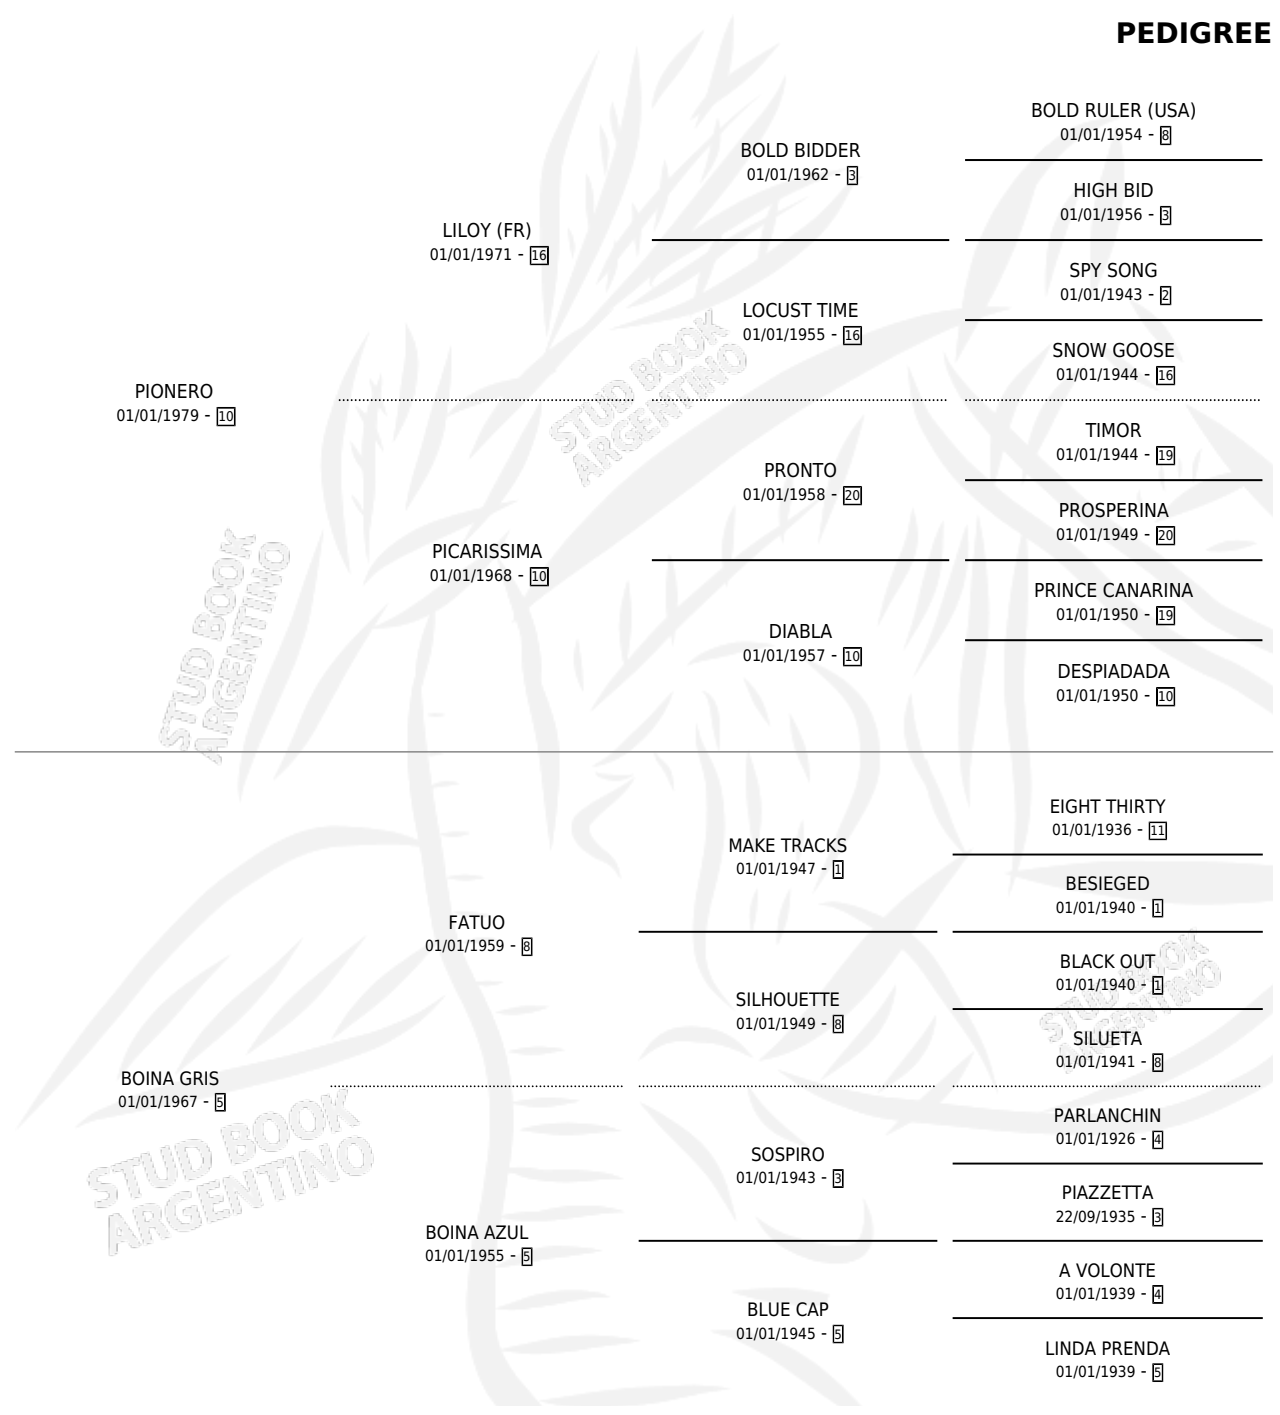 PEDIGREE
BOLD RULER (USA)
01/01/1954 - 8
BOLD BIDDER
01/01/1962 - 3
HIGH BID
01/01/1956 - 3
LILOY (FR)
01/01/1971 - 16
SPY SONG
01/01/1943 - 2
LOCUST TIME
01/01/1955 - 16
SNOW GOOSE
01/01/1944 - 16
STUD BOOK
ARGENTINO
PIONERO
01/01/1979 - 10
TIMOR
01/01/1944 - 19
PRONTO
01/01/1958 - 20
PROSPERINA
01/01/1949 - 20
PICARISSIMA
01/01/1968 - 10
PRINCE CANARINA
01/01/1950 - 19
DIABLA
01/01/1957 - 10
DESPIADADA
01/01/1950 - 10
STUD BOOK
ARGENTINO
EIGHT THIRTY
01/01/1936 - 11
MAKE TRACKS
01/01/1947 - 1
BESIEGED
01/01/1940 - 1
FATUO
01/01/1959 - 8
BLACK OUT
01/01/1940 - 1
SILHOUETTE
01/01/1949 - 8
SILUETA
01/01/1941 - 8
STUD BOOK
ARGENTINO
BOINA GRIS
01/01/1967 - 5
PARLANCHIN
01/01/1926 - 4
SOSPIRO
01/01/1943 - 3
PIAZZETTA
22/09/1935 - 3
STUD BOOK
ARGENTINO
BOINA AZUL
01/01/1955 - 5
A VOLONTE
01/01/1939 - 4
BLUE CAP
01/01/1945 - 5
LINDA PRENDA
01/01/1939 - 5